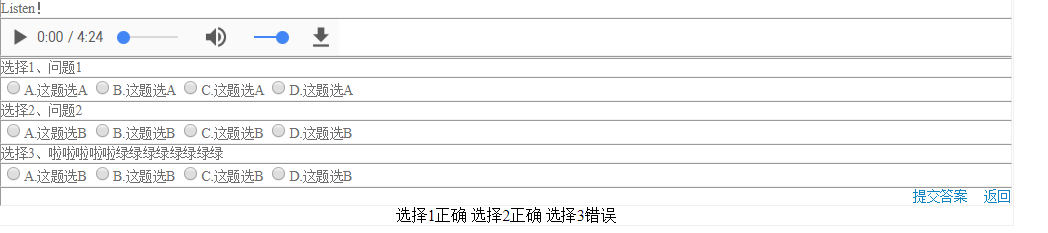 Listen！
0:00 / 4:24
选择1、问题1
A.这题选A B.这题选A C.这题选A D.这题选A
选择2、问题2
A.这题选B B.这题选B C.这题选B D.这题选B
选择3、啦啦啦啦啦绿绿绿绿绿绿绿绿
A.这题选B B.这题选B C.这题选B D.这题选B
提交答案 返回
选择1正确 选择2正确 选择3错误